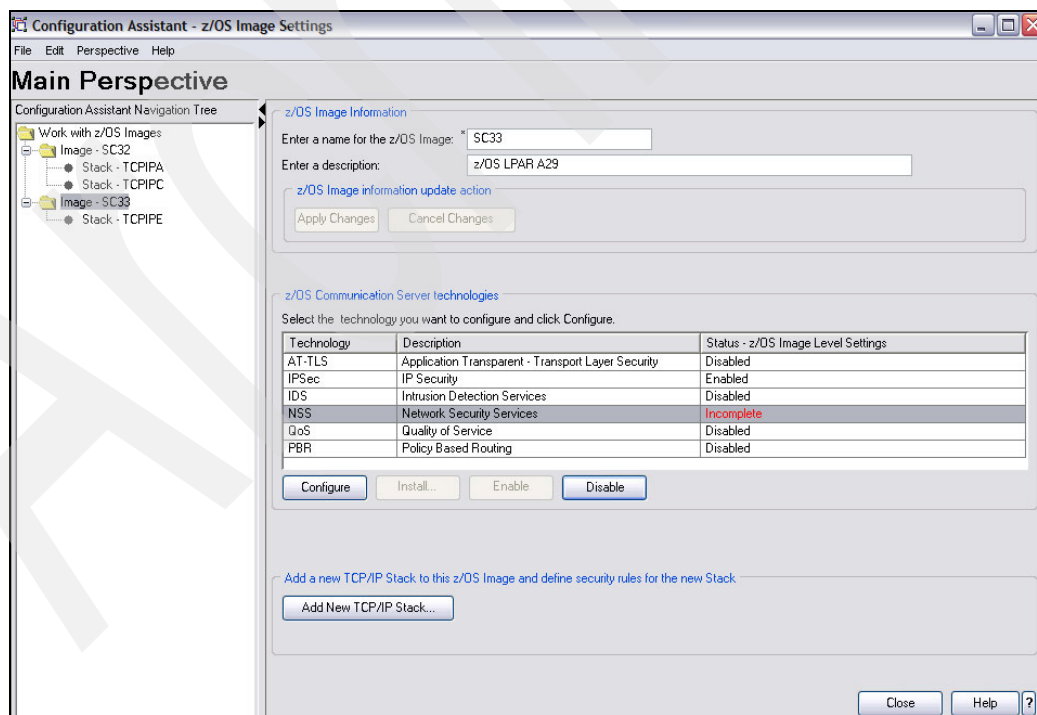 Configuration Assistant - z/OS Image Settings
File Edit Perspective Help
Main Perspective
Configuration Assistant Navigation Tree
Work with z/OS Images
Image - SC32
Stack - TCPIPA
Stack - TCPIPC
Image - SC33
Stack - TCPIPE
z/OS Image Information
Enter a name for the z/OS Image: * SC33
Enter a description: z/OS LPAR A29
z/OS Image information update action
Apply Changes Cancel Changes
z/OS Communication Server technologies
Select the technology you want to configure and click Configure.
Technology Description Status - z/OS Image Level Settings
AT-TLS Application Transparent - Transport Layer Security Disabled
IPSec IP Security Enabled
IDS Intrusion Detection Services Disabled
NSS Network Security Services Incomplete
QoS Quality of Service Disabled
PBR Policy Based Routing Disabled
Configure Install... Enable Disable
Add a new TCP/IP Stack to this z/OS Image and define security rules for the new Stack
Add New TCP/IP Stack...
Close Help ?